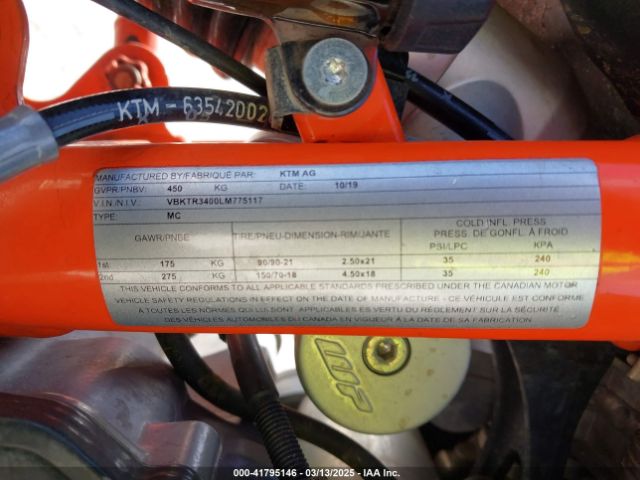 KTM - 63542002
MANUFACTURED BY/FABRIQUÉ PAR: KTM AG
GVPR/PNBV: 450 KG DATE: 10/19
V.I.N./N.I.V.: VBKTR3400LM775117
TYPE: MC
COLD INFL. PRESS
GAWR/PNBE TIRE/PNEU-DIMENSION-RIM/JANTE PRESS. DE GONFL. À FROID
PSI/LPC KPA
1st 175 KG 90/90-21 2.50x21 35 240
2nd 275 KG 150/70-18 4.50x18 35 240
THIS VEHICLE CONFORMS TO ALL APPLICABLE STANDARDS PRESCRIBED UNDER THE CANADIAN MOTOR
VEHICLE SAFETY REGULATIONS IN EFFECT ON THE DATE OF MANUFACTURE - CE VÉHICULE EST CONFORME
À TOUTES LES NORMES QUI LUI SONT APPLICABLES EN VERTU DU RÈGLEMENT SUR LA SÉCURITÉ
DES VÉHICULES AUTOMOBILES DU CANADA EN VIGUEUR À LA DATE DE SA FABRICATION
000-41795146 03/13/2025 IAA Inc.